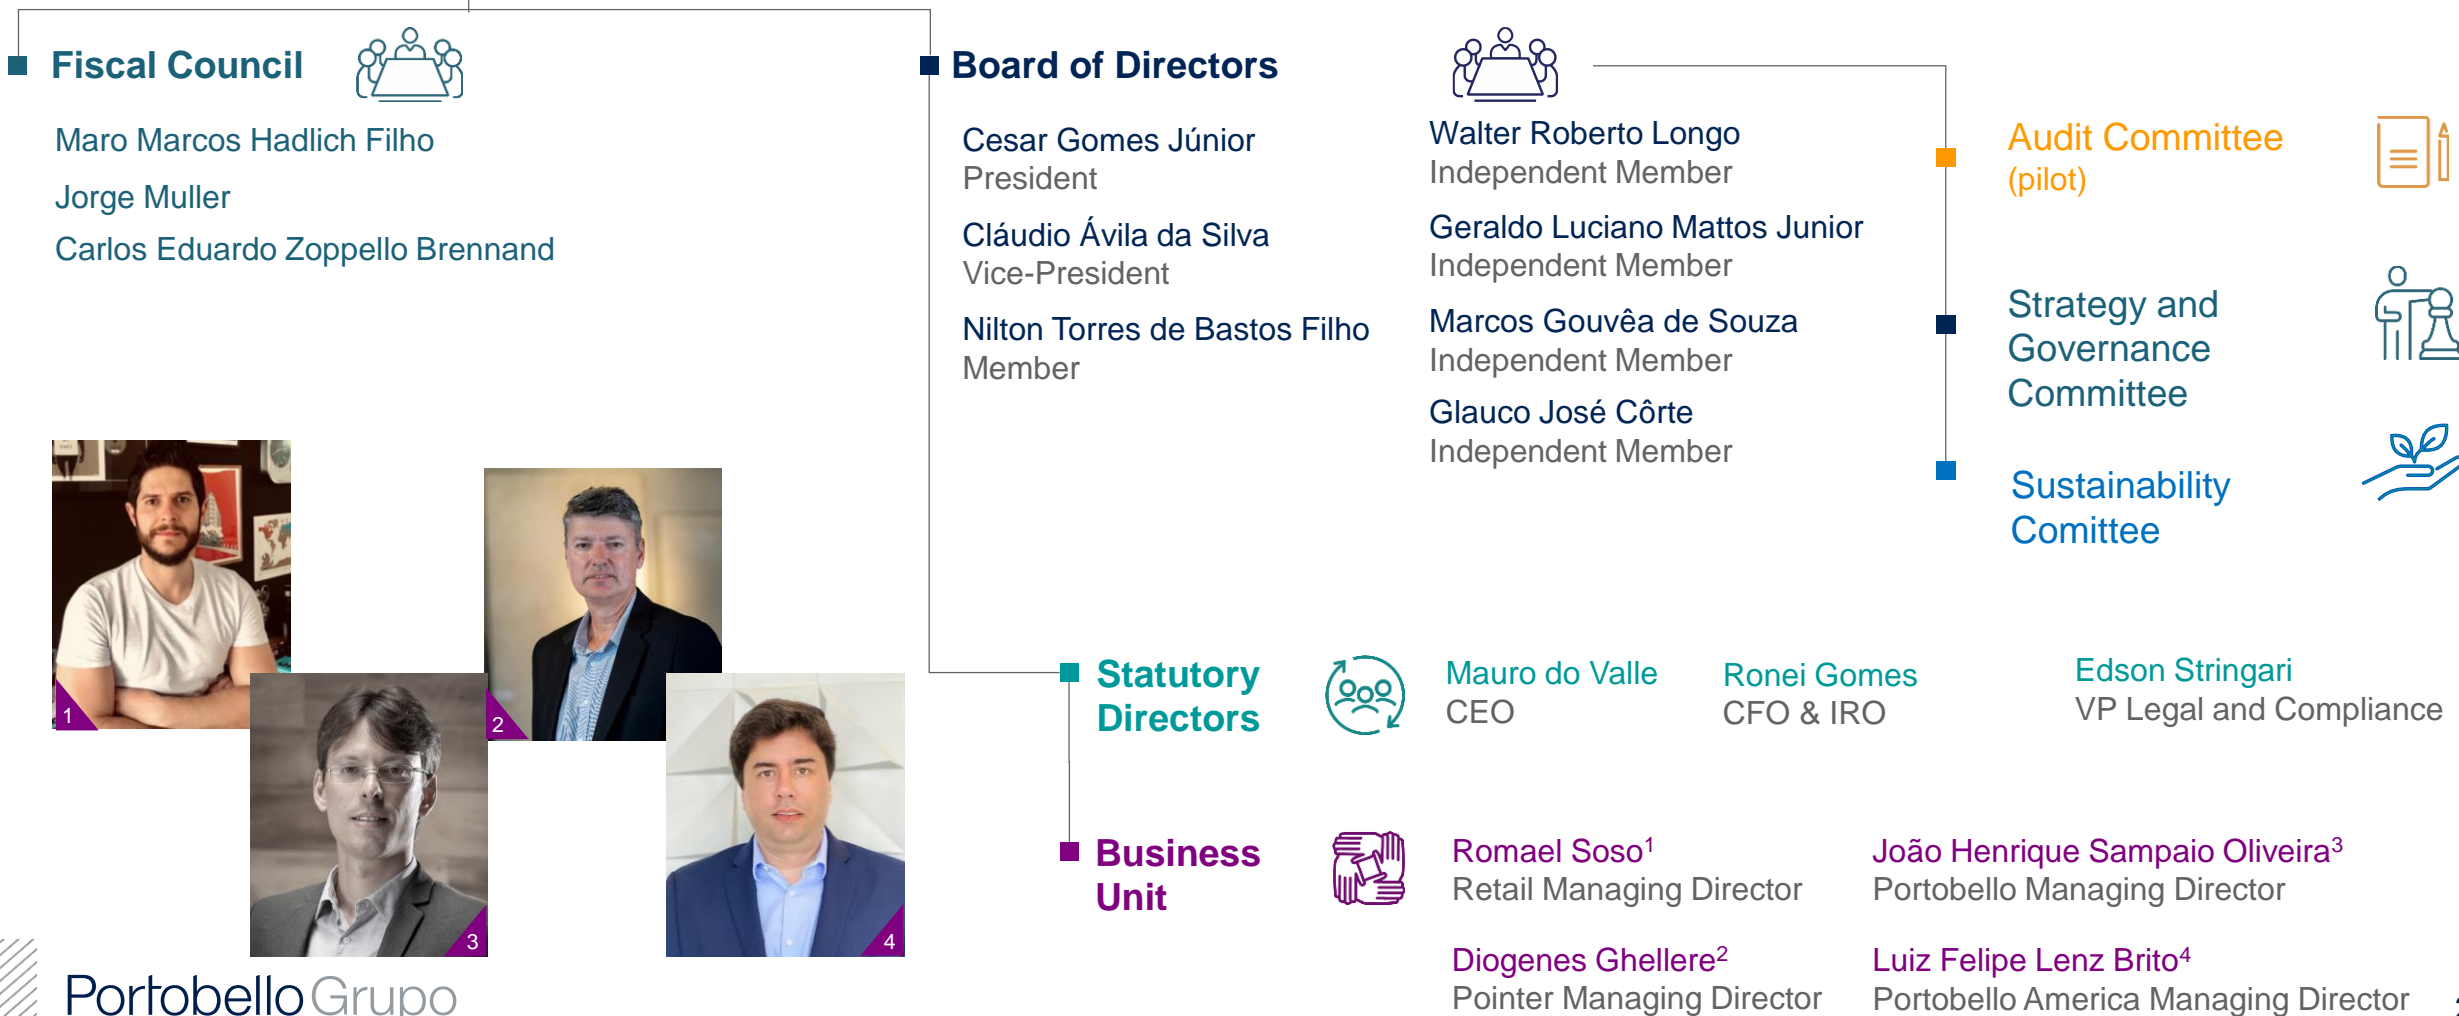 Fiscal Council
Maro Marcos Hadlich Filho
Jorge Muller
Carlos Eduardo Zoppello Brennand
Board of Directors
Cesar Gomes Júnior
President
Cláudio Ávila da Silva
Vice-President
Nilton Torres de Bastos Filho
Member
Walter Roberto Longo
Independent Member
Geraldo Luciano Mattos Junior
Independent Member
Marcos Gouvêa de Souza
Independent Member
Glauco José Côrte
Independent Member
Audit Committee
(pilot)
Strategy and
Governance
Committee
Sustainability
Comittee
1
2
3
4
Statutory
Directors
Mauro do Valle
CEO
Ronei Gomes
CFO & IRO
Edson Stringari
VP Legal and Compliance
Business
Unit
Romael Soso¹
Retail Managing Director
João Henrique Sampaio Oliveira³
Portobello Managing Director
Diogenes Ghellere²
Pointer Managing Director
Luiz Felipe Lenz Brito⁴
Portobello America Managing Director
Portobello Grupo